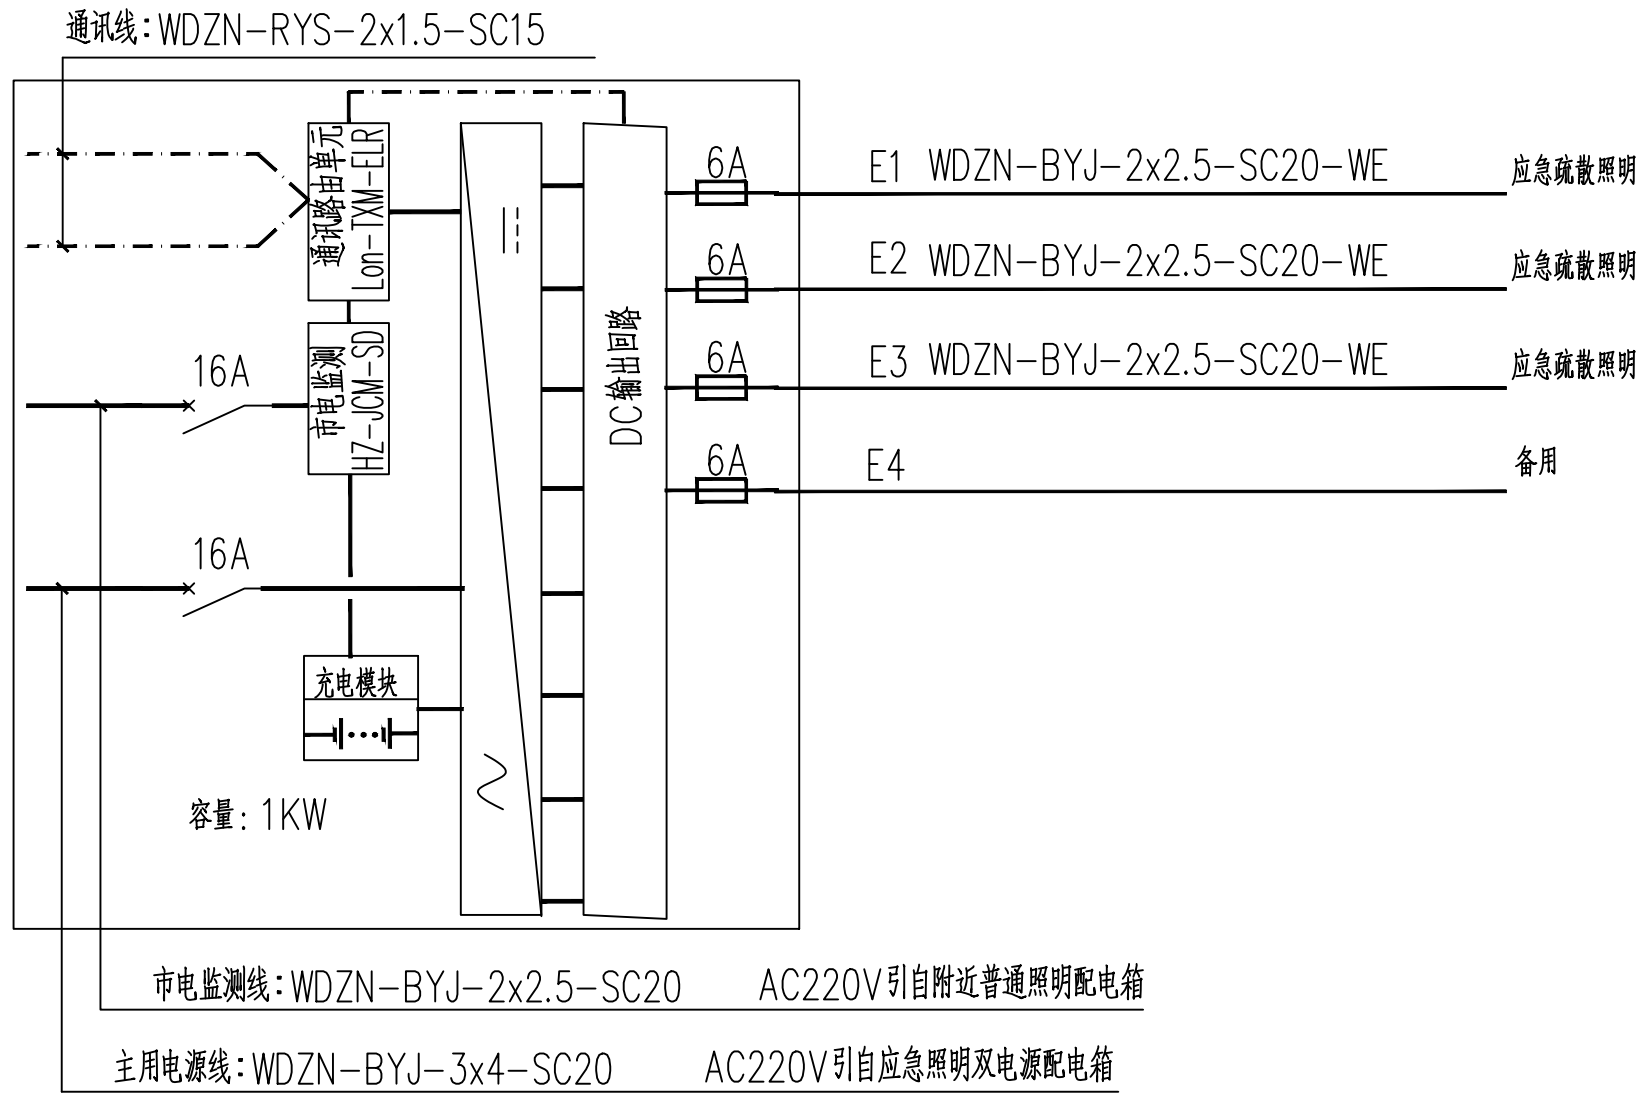 通讯线:WDZN-RYS-2x1.5-SC15
通讯路由单元
Lon-TXM-ELR
6A
E1 WDZN-BYJ-2x2.5-SC20-WE
应急疏散照明
6A
E2 WDZN-BYJ-2x2.5-SC20-WE
应急疏散照明
DC输出回路
16A
市电监测
HZ-JCM-SD
6A
E3 WDZN-BYJ-2x2.5-SC20-WE
应急疏散照明
6A
E4
备用
16A
充电模块
容量: 1KW
市电监测线:WDZN-BYJ-2x2.5-SC20 AC220V引自附近普通照明配电箱
主用电源线:WDZN-BYJ-3x4-SC20 AC220V引自应急照明双电源配电箱